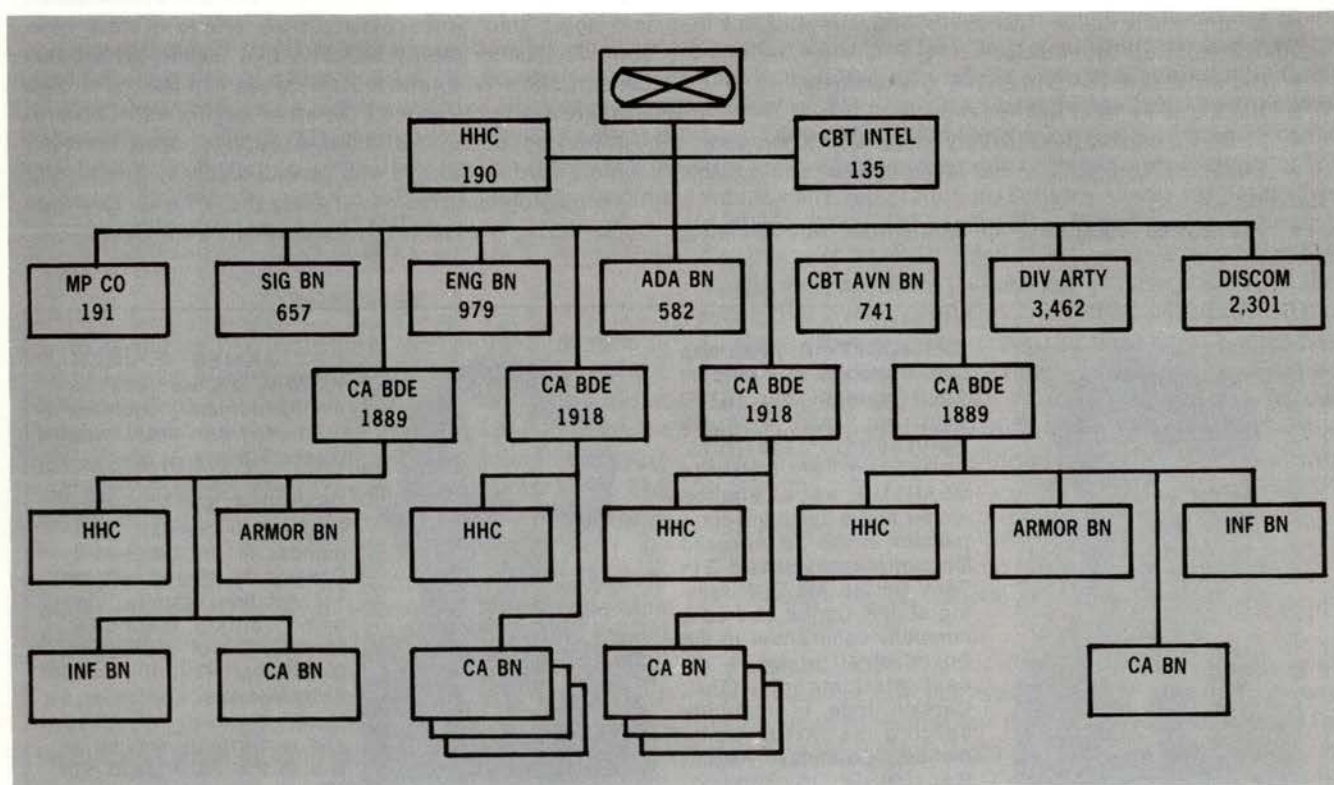 HHC
190
CBT INTEL
135
MP CO
191
SIG BN
657
ENG BN
979
ADA BN
582
CBT AVN BN
741
DIV ARTY
3,462
DISCOM
2,301
CA BDE
1889
CA BDE
1918
CA BDE
1918
CA BDE
1889
HHC
ARMOR BN
HHC
HHC
HHC
ARMOR BN
INF BN
INF BN
CA BN
CA BN
CA BN
CA BN